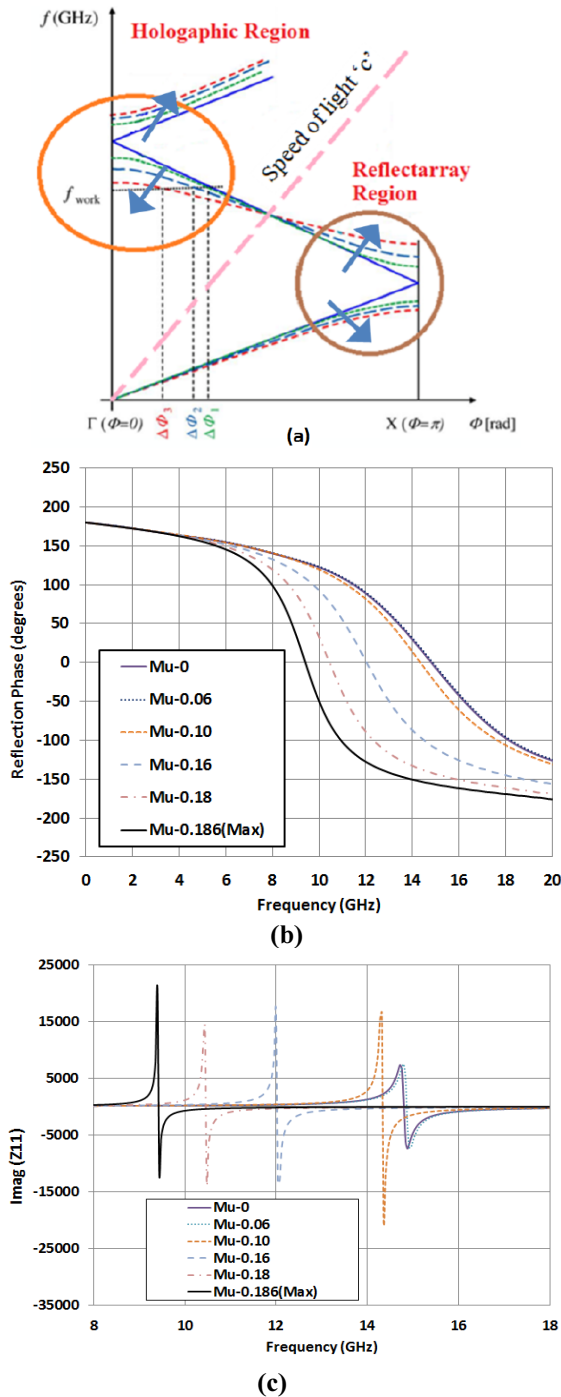 f (GHz)
Hologaphic Region
Speed of light 'c'
Reflectarray
Region
f work
Γ (Φ=0)
ΔΦ3
ΔΦ2
ΔΦ1
X (Φ=π)
Φ [rad]
(a)
250
200
150
100
50
0
-50
-100
-150
-200
-250
Reflection Phase (degrees)
Mu-0
Mu-0.06
Mu-0.10
Mu-0.16
Mu-0.18
Mu-0.186(Max)
0 2 4 6 8 10 12 14 16 18 20
Frequency (GHz)
(b)
25000
15000
5000
-5000
-15000
-25000
-35000
Imag (Z11)
Mu-0
Mu-0.06
Mu-0.10
Mu-0.16
Mu-0.18
Mu-0.186(Max)
8 10 12 14 16 18
Frequency (GHz)
(c)